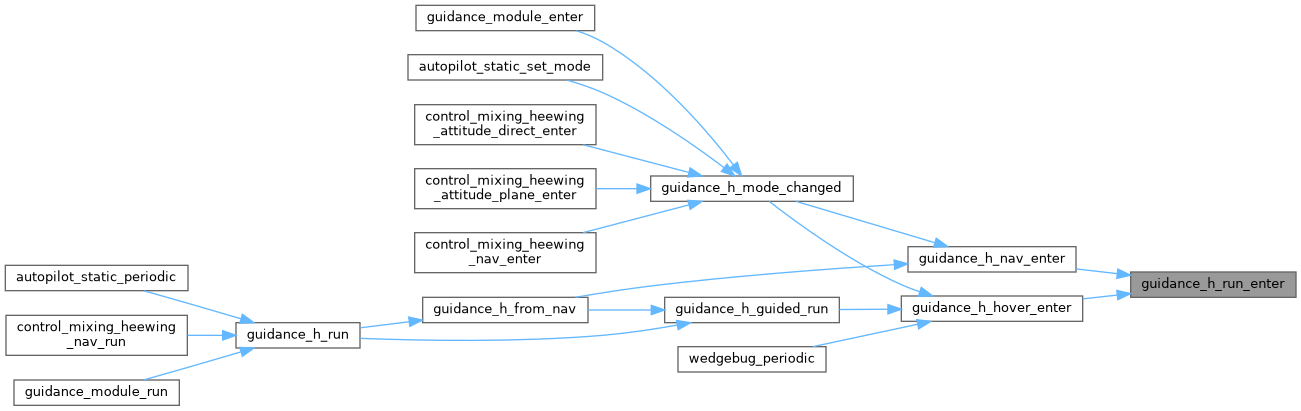 guidance_module_enter
autopilot_static_set_mode
control_mixing_heewing
_attitude_direct_enter
control_mixing_heewing
_attitude_plane_enter
guidance_h_mode_changed
control_mixing_heewing
_nav_enter
guidance_h_nav_enter
autopilot_static_periodic
guidance_h_run_enter
guidance_h_from_nav
guidance_h_guided_run
guidance_h_hover_enter
control_mixing_heewing
_nav_run
guidance_h_run
wedgebug_periodic
guidance_module_run